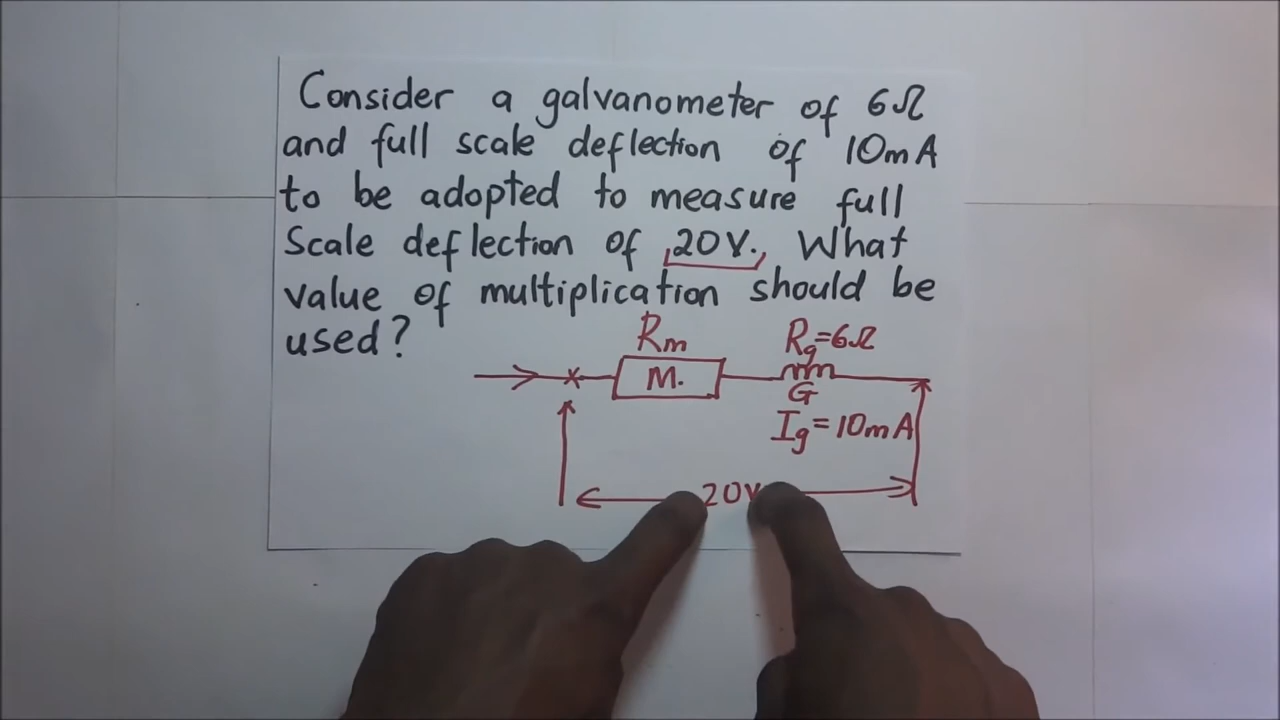 Consider a galvanometer of 6Ω
and full scale deflection of 10mA
to be adopted to measure full
Scale deflection of 20V. What
value of multiplication should be
used?
Rm
Rg=6Ω
M.
G
Ig=10mA
20V